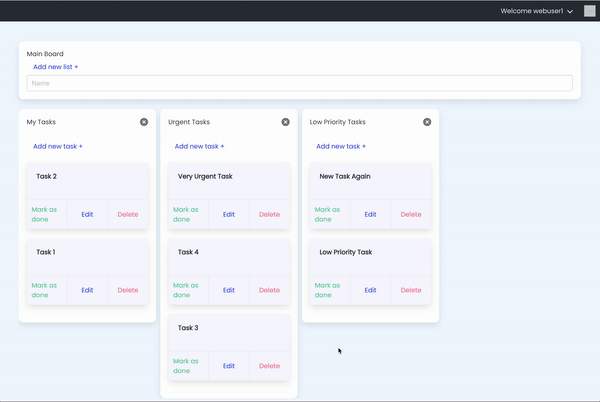 Welcome webuser1
Main Board
Add new list +
Name
My Tasks
Add new task +
Task 2
Mark as
done
Edit
Delete
Task 1
Mark as
done
Edit
Delete
Urgent Tasks
Add new task +
Very Urgent Task
Mark as
done
Edit
Delete
Task 4
Mark as
done
Edit
Delete
Task 3
Mark as
done
Edit
Delete
Low Priority Tasks
Add new task +
New Task Again
Mark as
done
Edit
Delete
Low Priority Task
Mark as
done
Edit
Delete